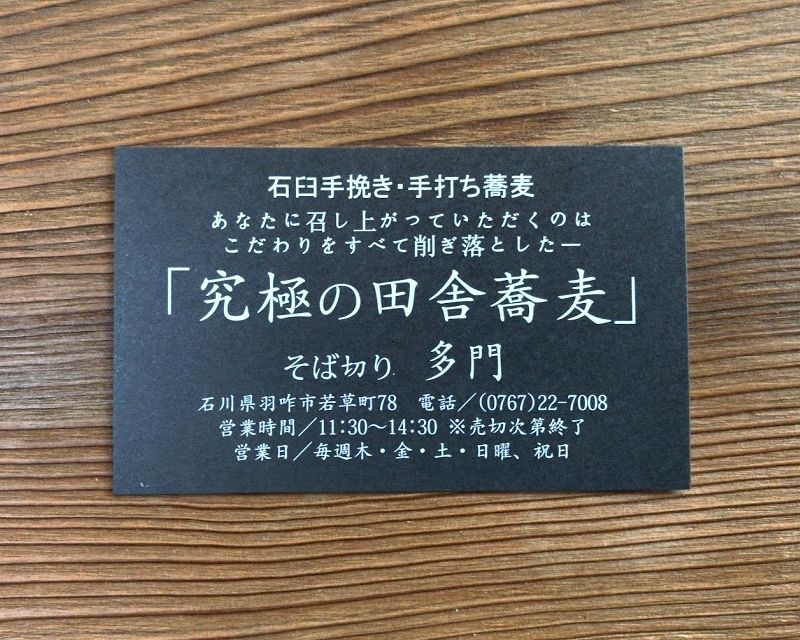 石臼手挽き・手打ち蕎麦
あなたに召し上がっていただくのは
こだわりをすべて削ぎ落とした―
「究極の田舎蕎麦」
そば切り 多門
石川県羽咋市若草町78 電話／(0767)22-7008
営業時間／11:30～14:30 ※売切次第終了
営業日／毎週木・金・土・日曜、祝日